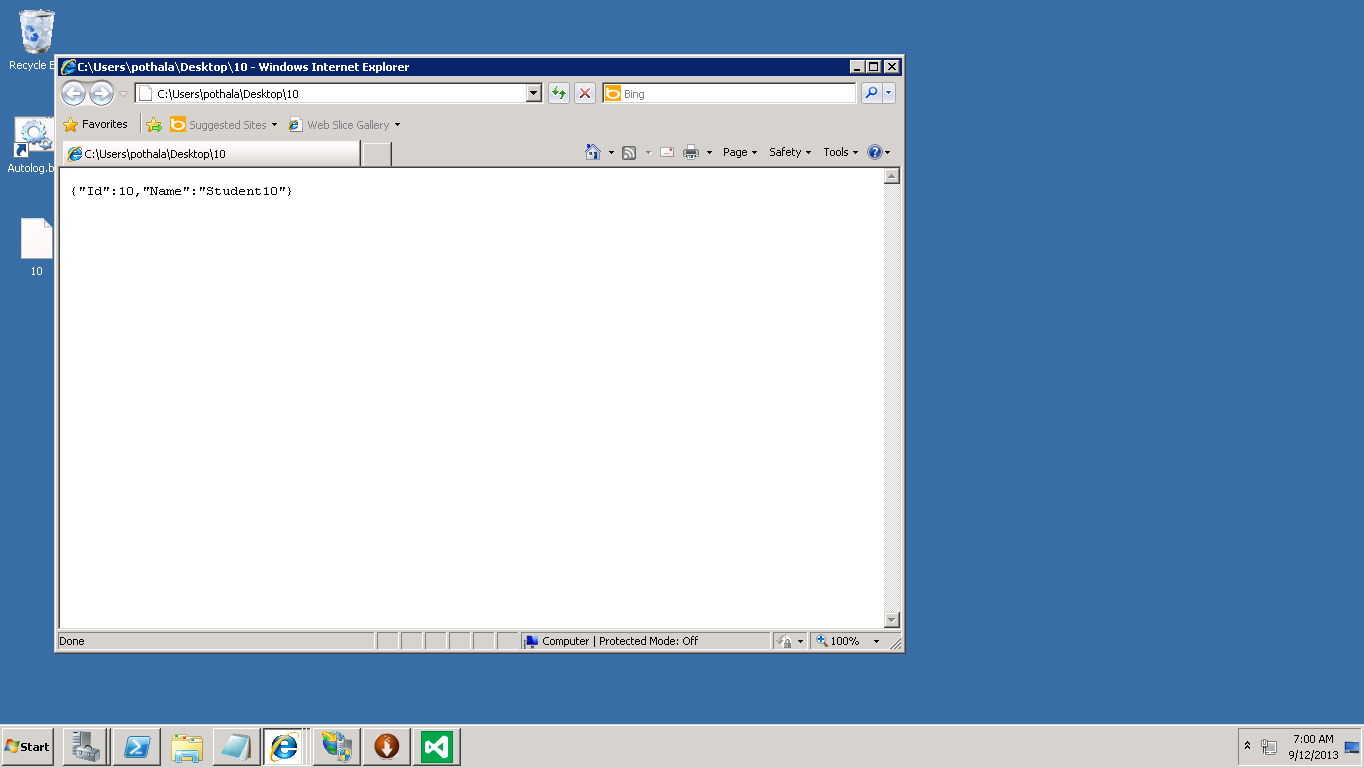 Recycle B
C:\Users\pothala\Desktop\10 - Windows Internet Explorer
C:\Users\pothala\Desktop\10
Bing
Favorites
Suggested Sites
Web Slice Gallery
C:\Users\pothala\Desktop\10
Page
Safety
Tools
Autolog.b
{"Id":10,"Name":"Student10"}
10
Done
Computer | Protected Mode: Off
100%
Start
7:00 AM
9/12/2013